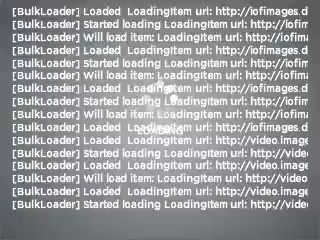 [BulkLoader] Loaded LoadingItem url: http://iofimages.d
[BulkLoader] Started loading LoadingItem url: http://iofim
[BulkLoader] Will load item: LoadingItem url: http://iofima
[BulkLoader] Loaded LoadingItem url: http://iofimages.d
[BulkLoader] Started loading LoadingItem url: http://iofim
[BulkLoader] Will load item: LoadingItem url: http://iofima
[BulkLoader] Loaded LoadingItem url: http://iofimages.d
[BulkLoader] Started loading LoadingItem url: http://iofim
[BulkLoader] Will load item: LoadingItem url: http://iofima
[BulkLoader] Loaded LoadingItem url: http://iofimages.d
LOADING
[BulkLoader] Loaded LoadingItem url: http://video.image
[BulkLoader] Started loading LoadingItem url: http://vide
[BulkLoader] Loaded LoadingItem url: http://video.image
[BulkLoader] Will load item: LoadingItem url: http://video
[BulkLoader] Loaded LoadingItem url: http://video.image
[BulkLoader] Started loading LoadingItem url: http://vide